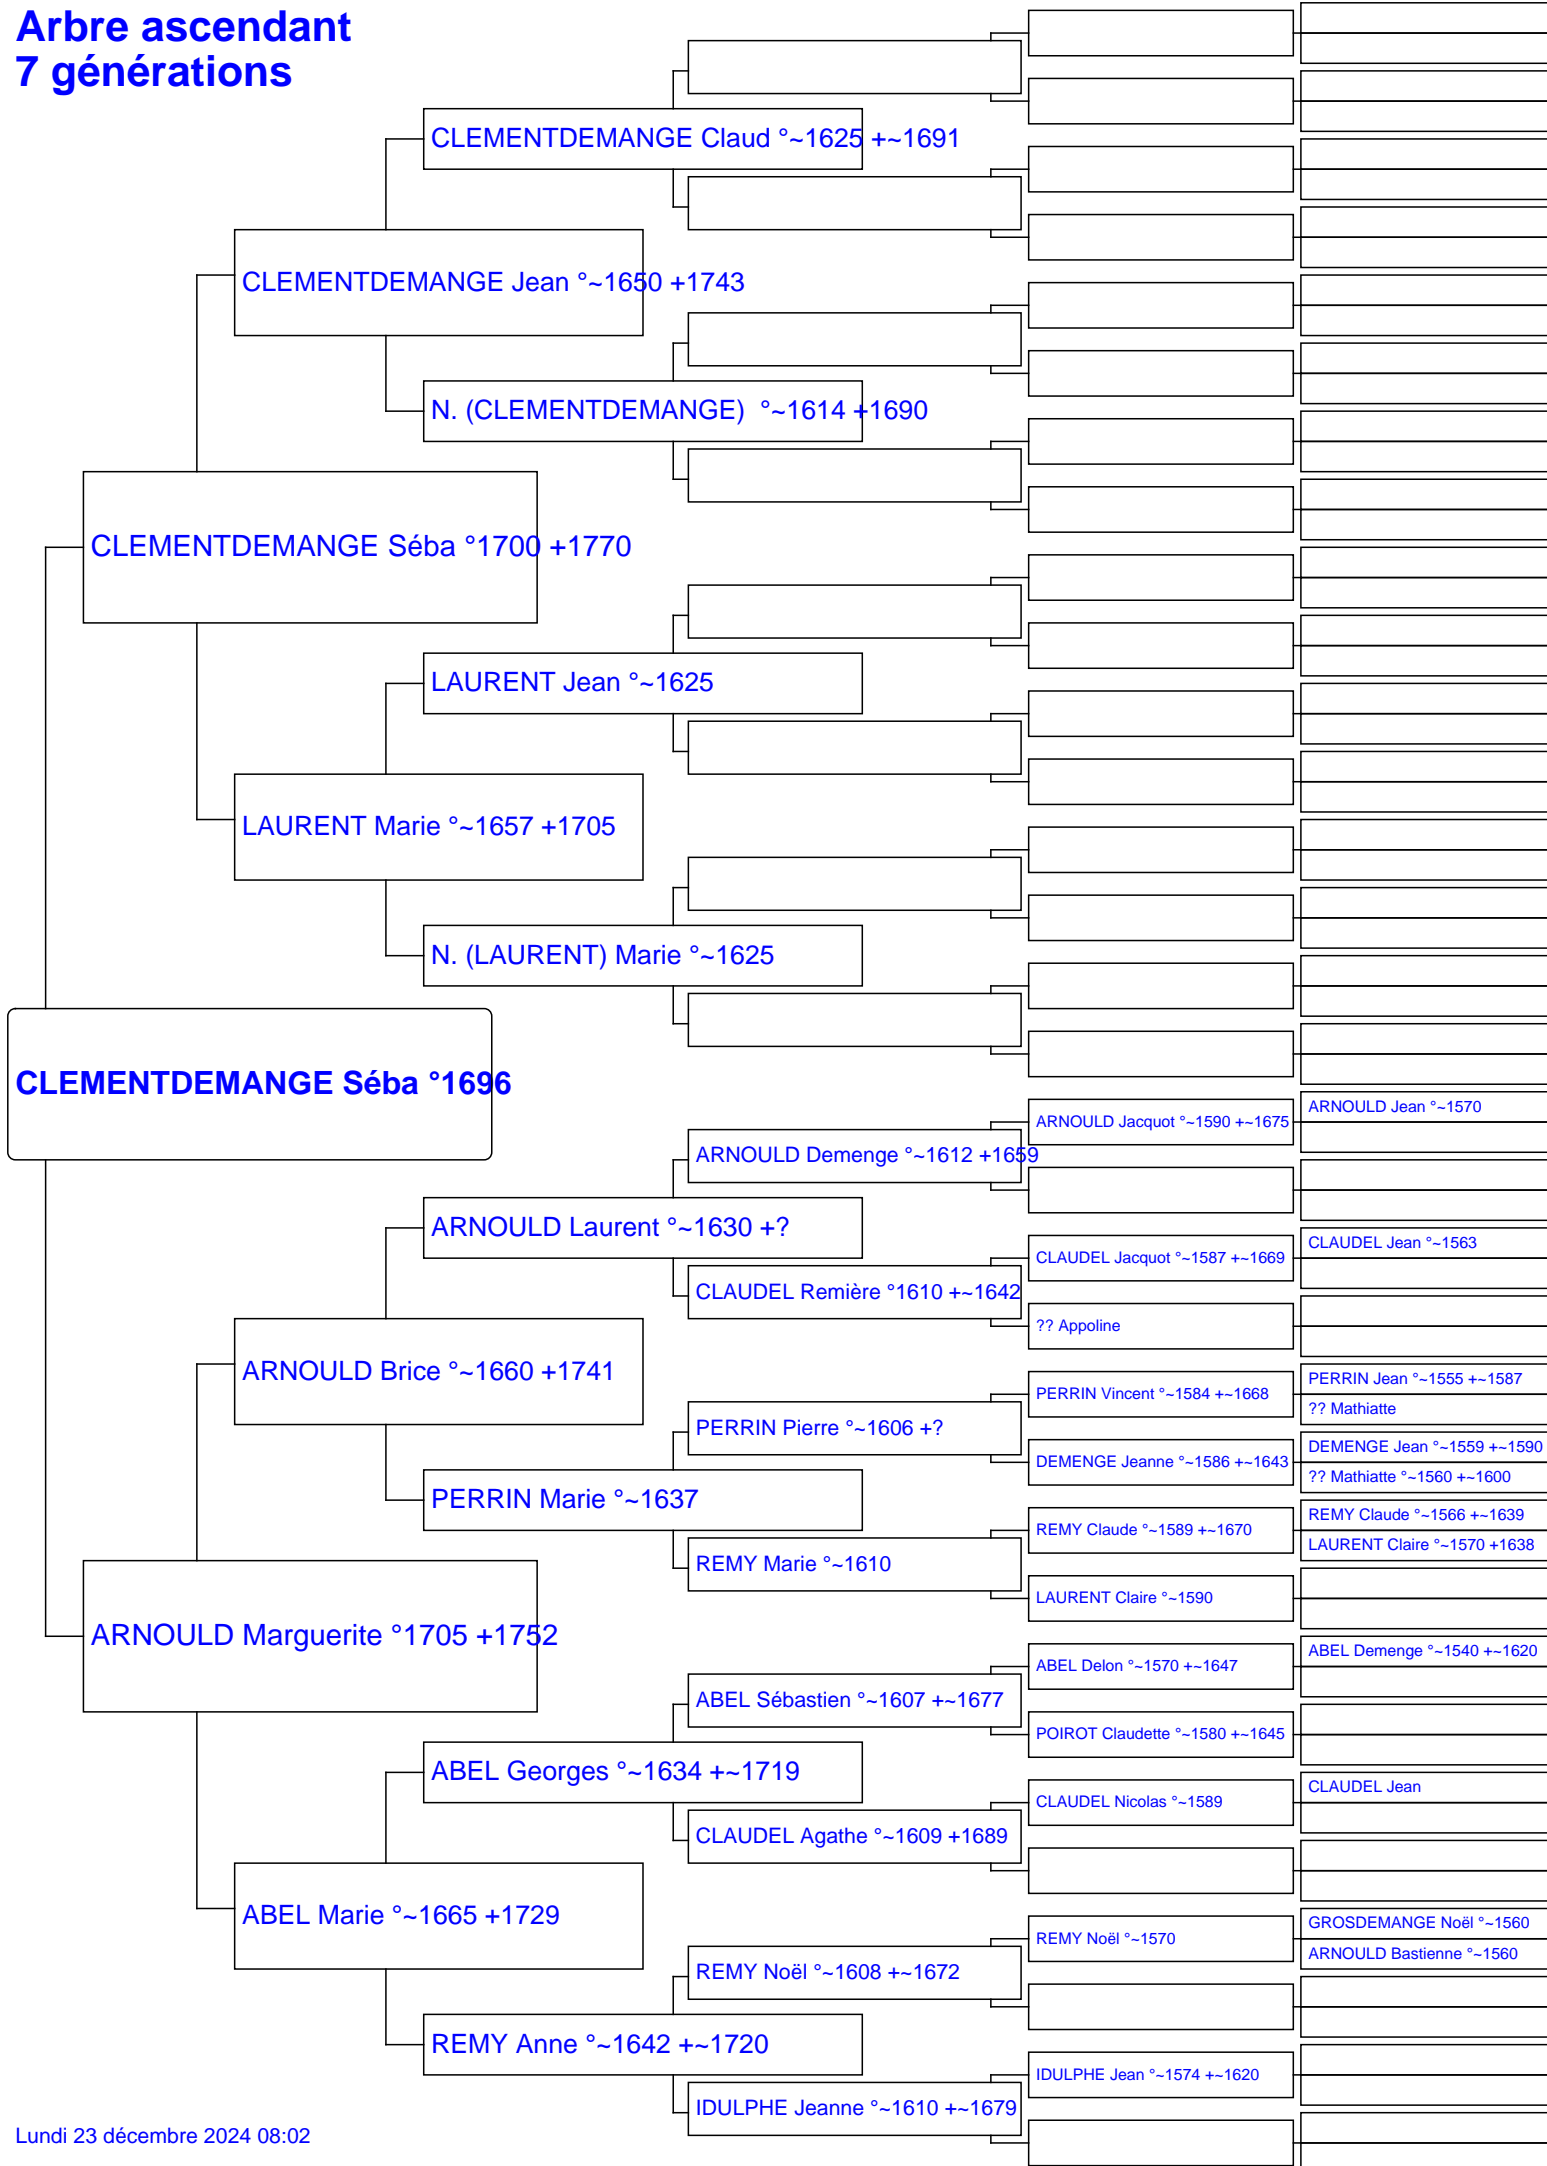 Arbre ascendant
7 générations
CLEMENTDEMANGE Claud °~1625 +~1691
CLEMENTDEMANGE Jean °~1650 +1743
N. (CLEMENTDEMANGE)  °~1614 +1690
CLEMENTDEMANGE Séba °1700 +1770
LAURENT Jean °~1625
LAURENT Marie °~1657 +1705
N. (LAURENT) Marie °~1625
CLEMENTDEMANGE Séba °1696
ARNOULD Jean °~1570
ARNOULD Jacquot °~1590 +~1675
ARNOULD Demenge °~1612 +1659
ARNOULD Laurent °~1630 +?
CLAUDEL Jean °~1563
CLAUDEL Jacquot °~1587 +~1669
CLAUDEL Remière °1610 +~1642
?? Appoline
ARNOULD Brice °~1660 +1741
PERRIN Jean °~1555 +~1587
PERRIN Vincent °~1584 +~1668
?? Mathiatte
PERRIN Pierre °~1606 +?
DEMENGE Jean °~1559 +~1590
DEMENGE Jeanne °~1586 +~1643
?? Mathiatte °~1560 +~1600
PERRIN Marie °~1637
REMY Claude °~1566 +~1639
REMY Claude °~1589 +~1670
LAURENT Claire °~1570 +1638
REMY Marie °~1610
LAURENT Claire °~1590
ARNOULD Marguerite °1705 +1752
ABEL Demenge °~1540 +~1620
ABEL Delon °~1570 +~1647
ABEL Sébastien °~1607 +~1677
POIROT Claudette °~1580 +~1645
ABEL Georges °~1634 +~1719
CLAUDEL Jean
CLAUDEL Nicolas °~1589
CLAUDEL Agathe °~1609 +1689
ABEL Marie °~1665 +1729
GROSDEMANGE Noël °~1560
REMY Noël °~1570
ARNOULD Bastienne °~1560
REMY Noël °~1608 +~1672
REMY Anne °~1642 +~1720
IDULPHE Jean °~1574 +~1620
IDULPHE Jeanne °~1610 +~1679
Lundi 23 décembre 2024 08:02